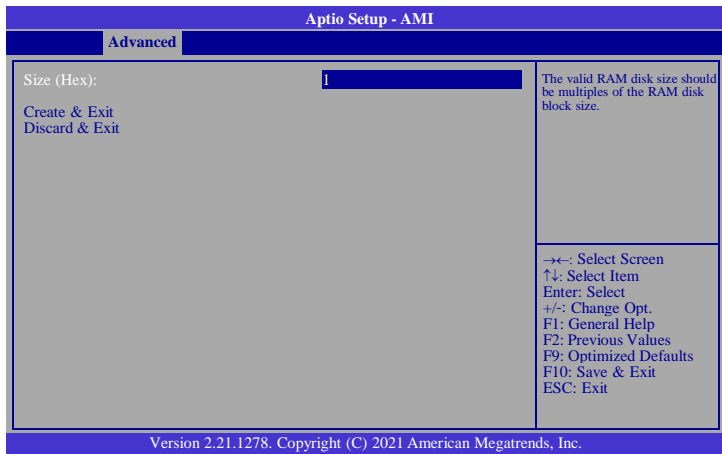 Aptio Setup - AMI
Advanced
Size (Hex): 1
Create & Exit
Discard & Exit
The valid RAM disk size should
be multiples of the RAM disk
block size.
→←: Select Screen
↑↓: Select Item
Enter: Select
+/-: Change Opt.
F1: General Help
F2: Previous Values
F9: Optimized Defaults
F10: Save & Exit
ESC: Exit
Version 2.21.1278. Copyright (C) 2021 American Megatrends, Inc.